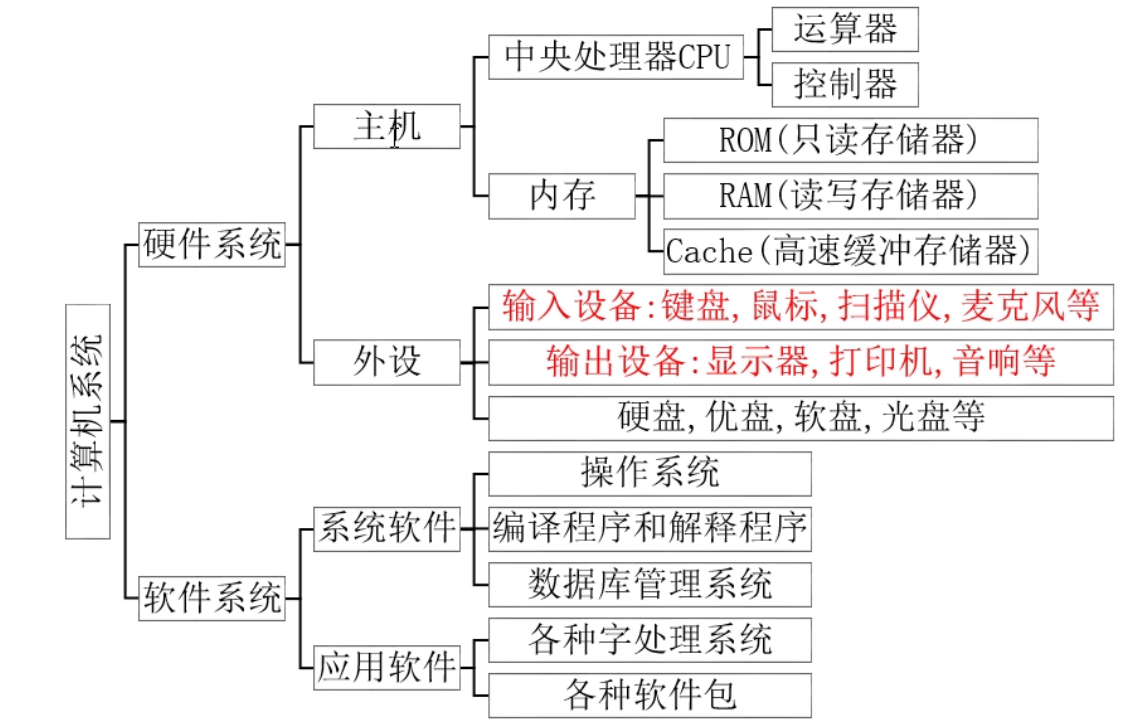 计算机系统
硬件系统
主机
中央处理器CPU
运算器
控制器
内存
ROM(只读存储器)
RAM(读写存储器)
Cache(高速缓冲存储器)
外设
输入设备:键盘,鼠标,扫描仪,麦克风等
输出设备:显示器,打印机,音响等
硬盘,优盘,软盘,光盘等
软件系统
系统软件
操作系统
编译程序和解释程序
数据库管理系统
应用软件
各种字处理系统
各种软件包